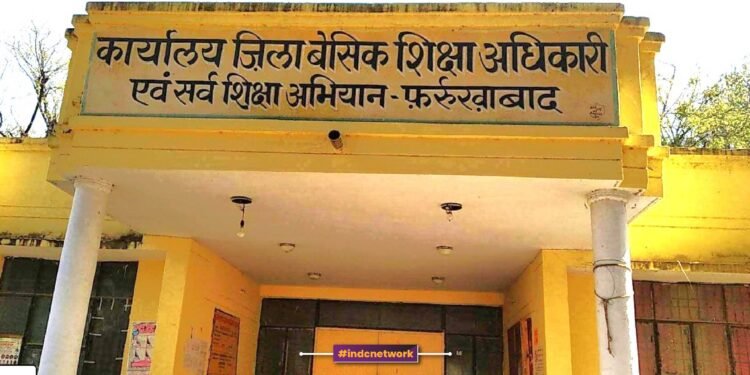 कार्यालय ज़िला बेसिक शिक्षा अधिकारी
एवं सर्व शिक्षा अभियान - फ़र्रुखाबाद
#indcnetwork